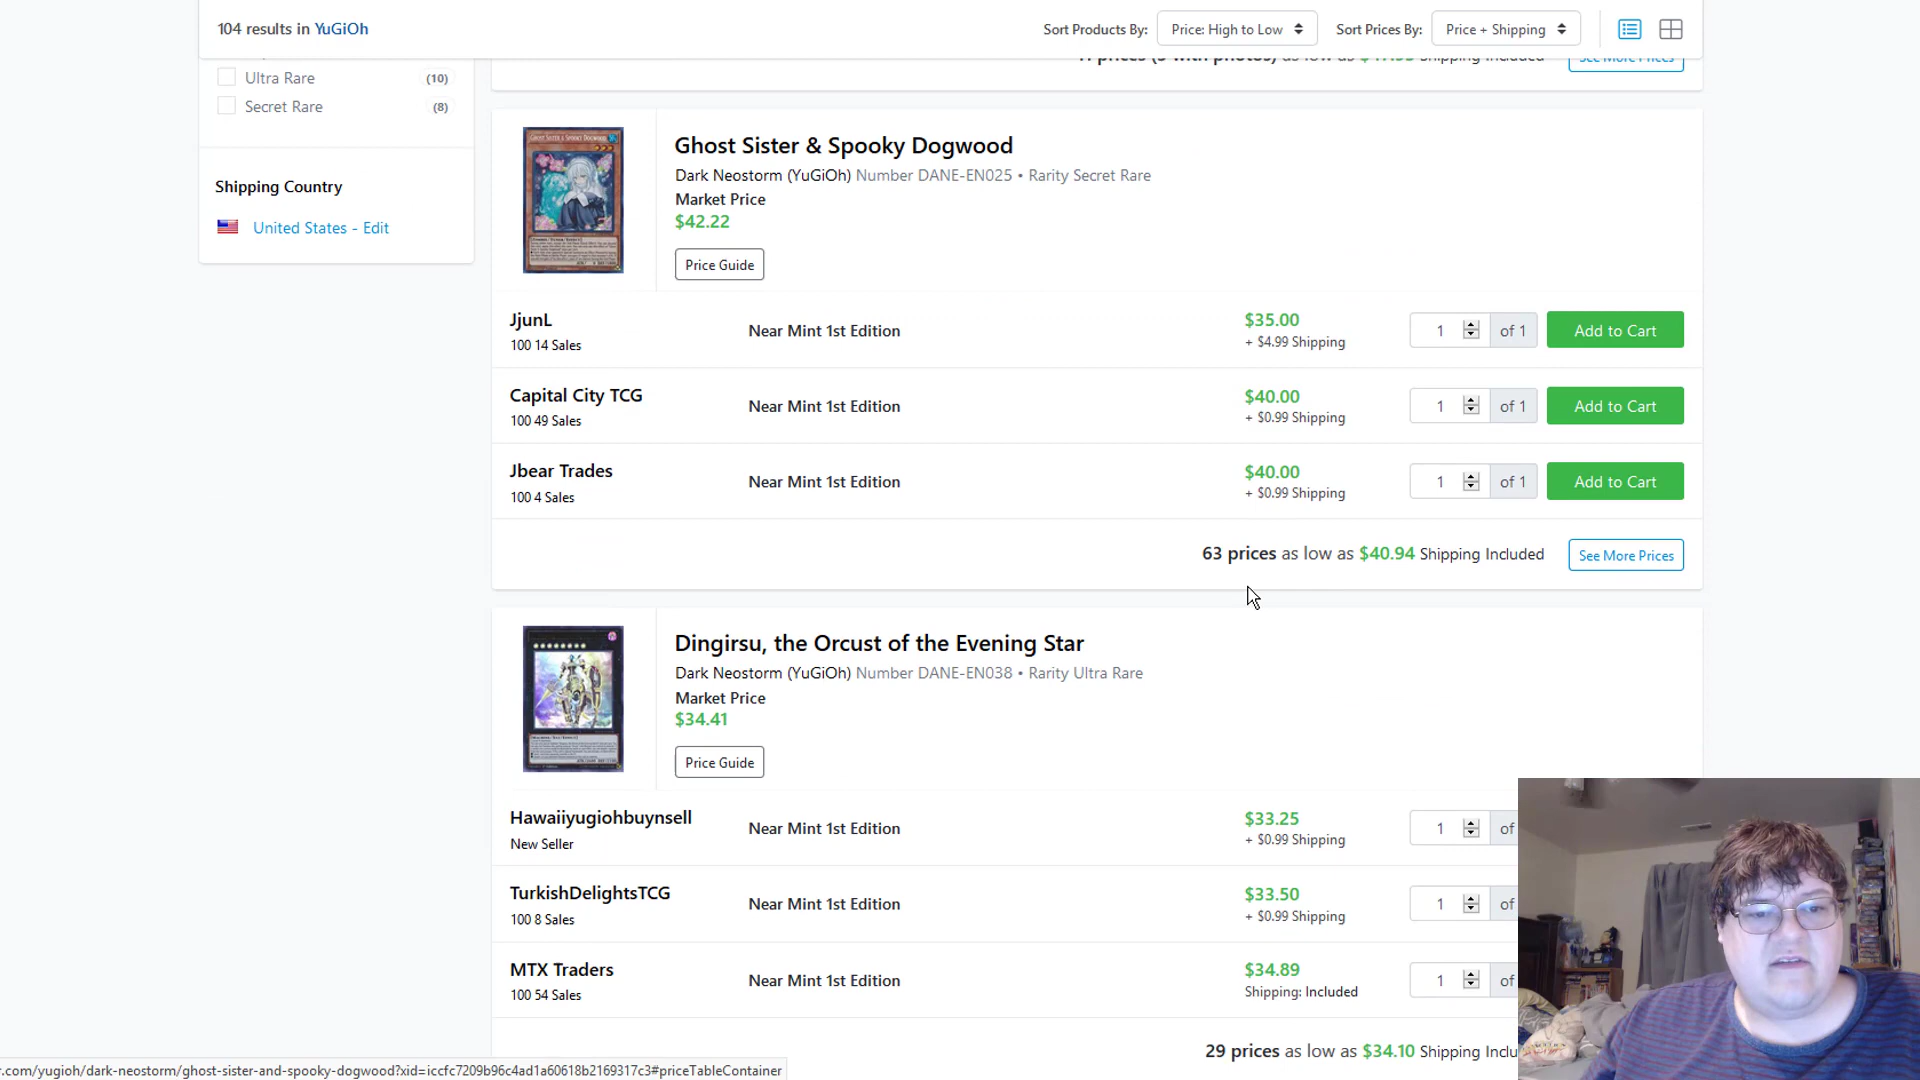 104 results in YuGiOh
Sort Products By: Price: High to Low
Sort Prices By: Price + Shipping
Ultra Rare (10)
Secret Rare (8)
Shipping Country
United States - Edit
Shipping Included
See More Prices
Ghost Sister & Spooky Dogwood
Dark Neostorm (YuGiOh) Number DANE-EN025 • Rarity Secret Rare
Market Price
$42.22
Price Guide
JjunL
100 14 Sales
Near Mint 1st Edition
$35.00
+ $4.99 Shipping
1 of 1
Add to Cart
Capital City TCG
100 49 Sales
Near Mint 1st Edition
$40.00
+ $0.99 Shipping
1 of 1
Add to Cart
Jbear Trades
100 4 Sales
Near Mint 1st Edition
$40.00
+ $0.99 Shipping
1 of 1
Add to Cart
63 prices as low as $40.94 Shipping Included
See More Prices
Dingirsu, the Orcust of the Evening Star
Dark Neostorm (YuGiOh) Number DANE-EN038 • Rarity Ultra Rare
Market Price
$34.41
Price Guide
Hawaiiyugiohbuynsell
New Seller
Near Mint 1st Edition
$33.25
+ $0.99 Shipping
1 of
TurkishDelightsTCG
100 8 Sales
Near Mint 1st Edition
$33.50
+ $0.99 Shipping
1 of
MTX Traders
100 54 Sales
Near Mint 1st Edition
$34.89
Shipping: Included
1 of
29 prices as low as $34.10 Shipping Inclu
r.com/yugioh/dark-neostorm/ghost-sister-and-spooky-dogwood?xid=iccfc7209b96c4ad1a60618b2169317c3#priceTableContainer